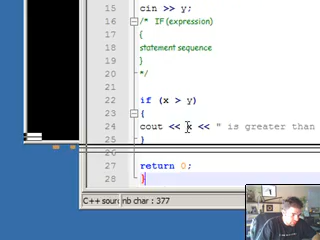 15 cin >> y;
16 /* IF (expression)
17 {
18 statement sequence
19 }
20 */
21
22 if (x > y)
23 {
24 cout << x << " is greater than
25 }
26
27 return 0;
28 }
C++ sourc nb char : 377